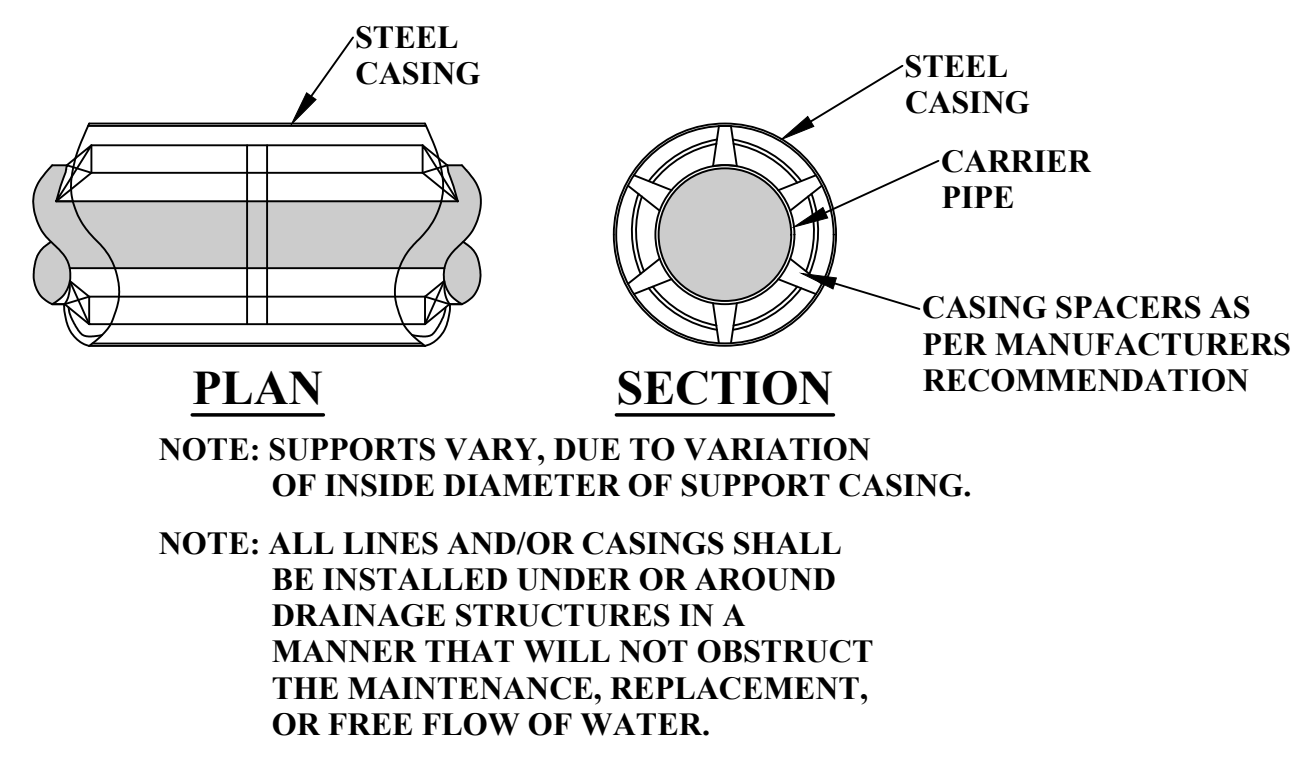 STEEL
CASING
STEEL
CASING
CARRIER
PIPE
CASING SPACERS AS
PER MANUFACTURERS
RECOMMENDATION
PLAN
SECTION
NOTE: SUPPORTS VARY, DUE TO VARIATION
OF INSIDE DIAMETER OF SUPPORT CASING.
NOTE: ALL LINES AND/OR CASINGS SHALL
BE INSTALLED UNDER OR AROUND
DRAINAGE STRUCTURES IN A
MANNER THAT WILL NOT OBSTRUCT
THE MAINTENANCE, REPLACEMENT,
OR FREE FLOW OF WATER.